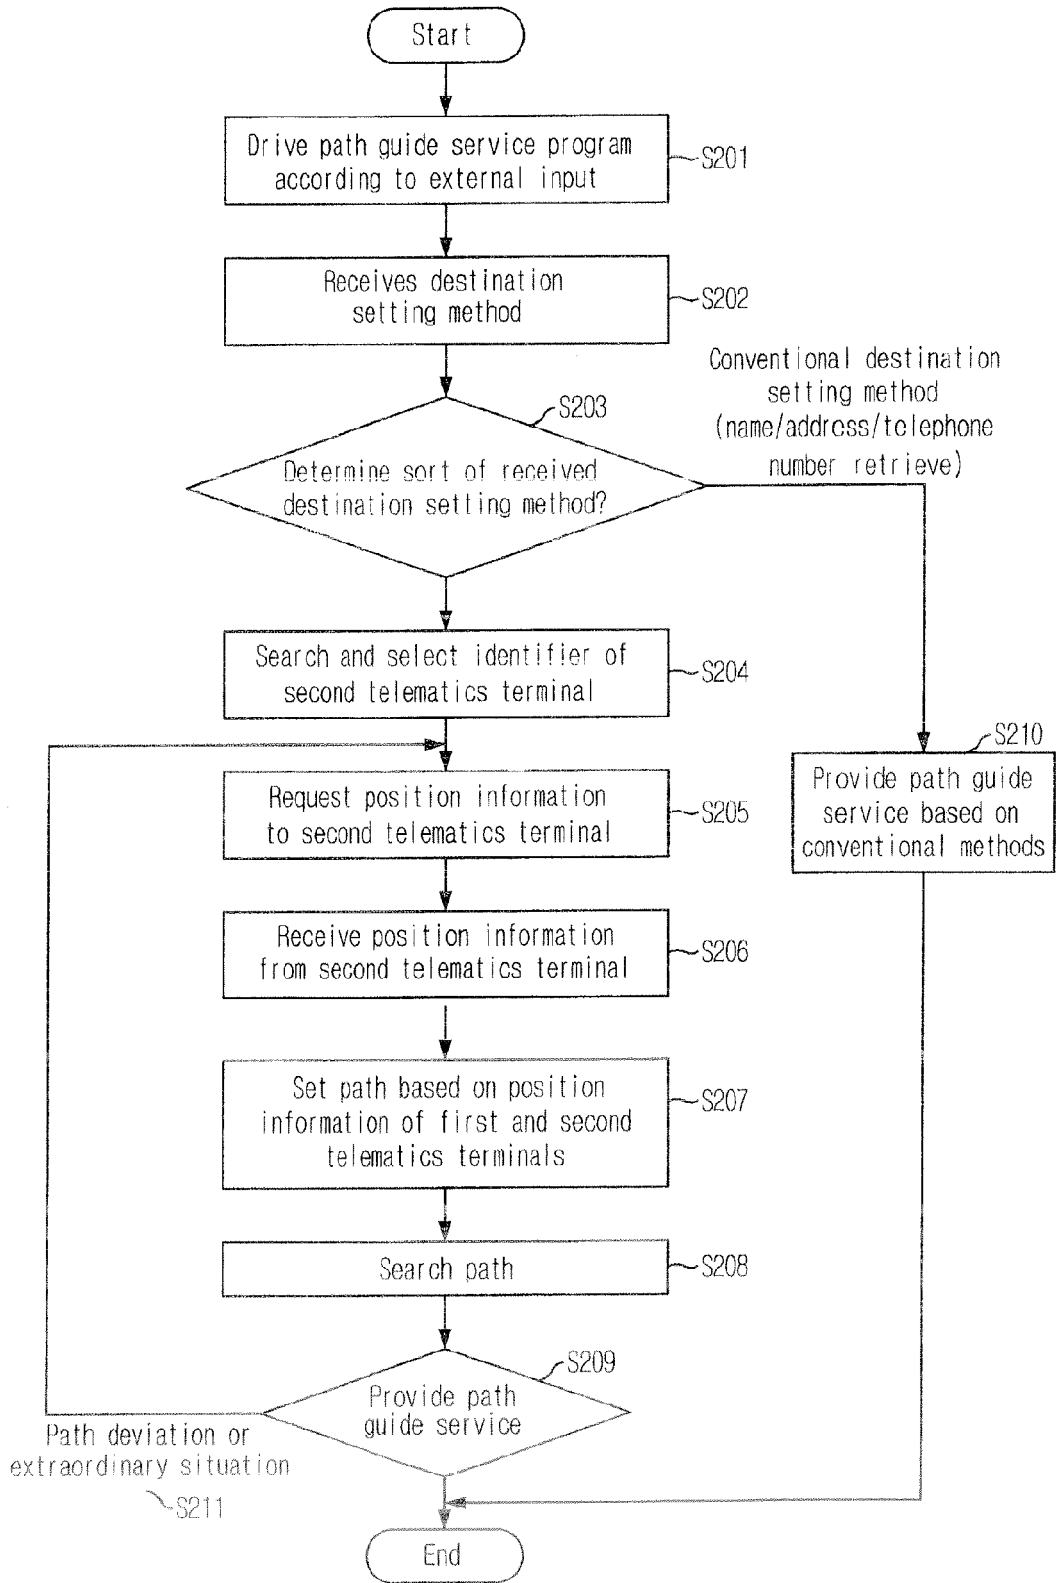 Start
Drive path guide service program
according to external input
S201
Receives destination
setting method
S202
Conventional destination
setting method
(name/address/telephone
number retrieve)
S203
Determine sort of received
destination setting method?
Search and select identifier of
second telematics terminal
S204
S210
Provide path guide
service based on
conventional methods
Request position information
to second telematics terminal
S205
Receive position information
from second telematics terminal
S206
Set path based on position
information of first and second
telematics terminals
S207
Search path
S208
S209
Provide path
guide service
Path deviation or
extraordinary situation
S211
End